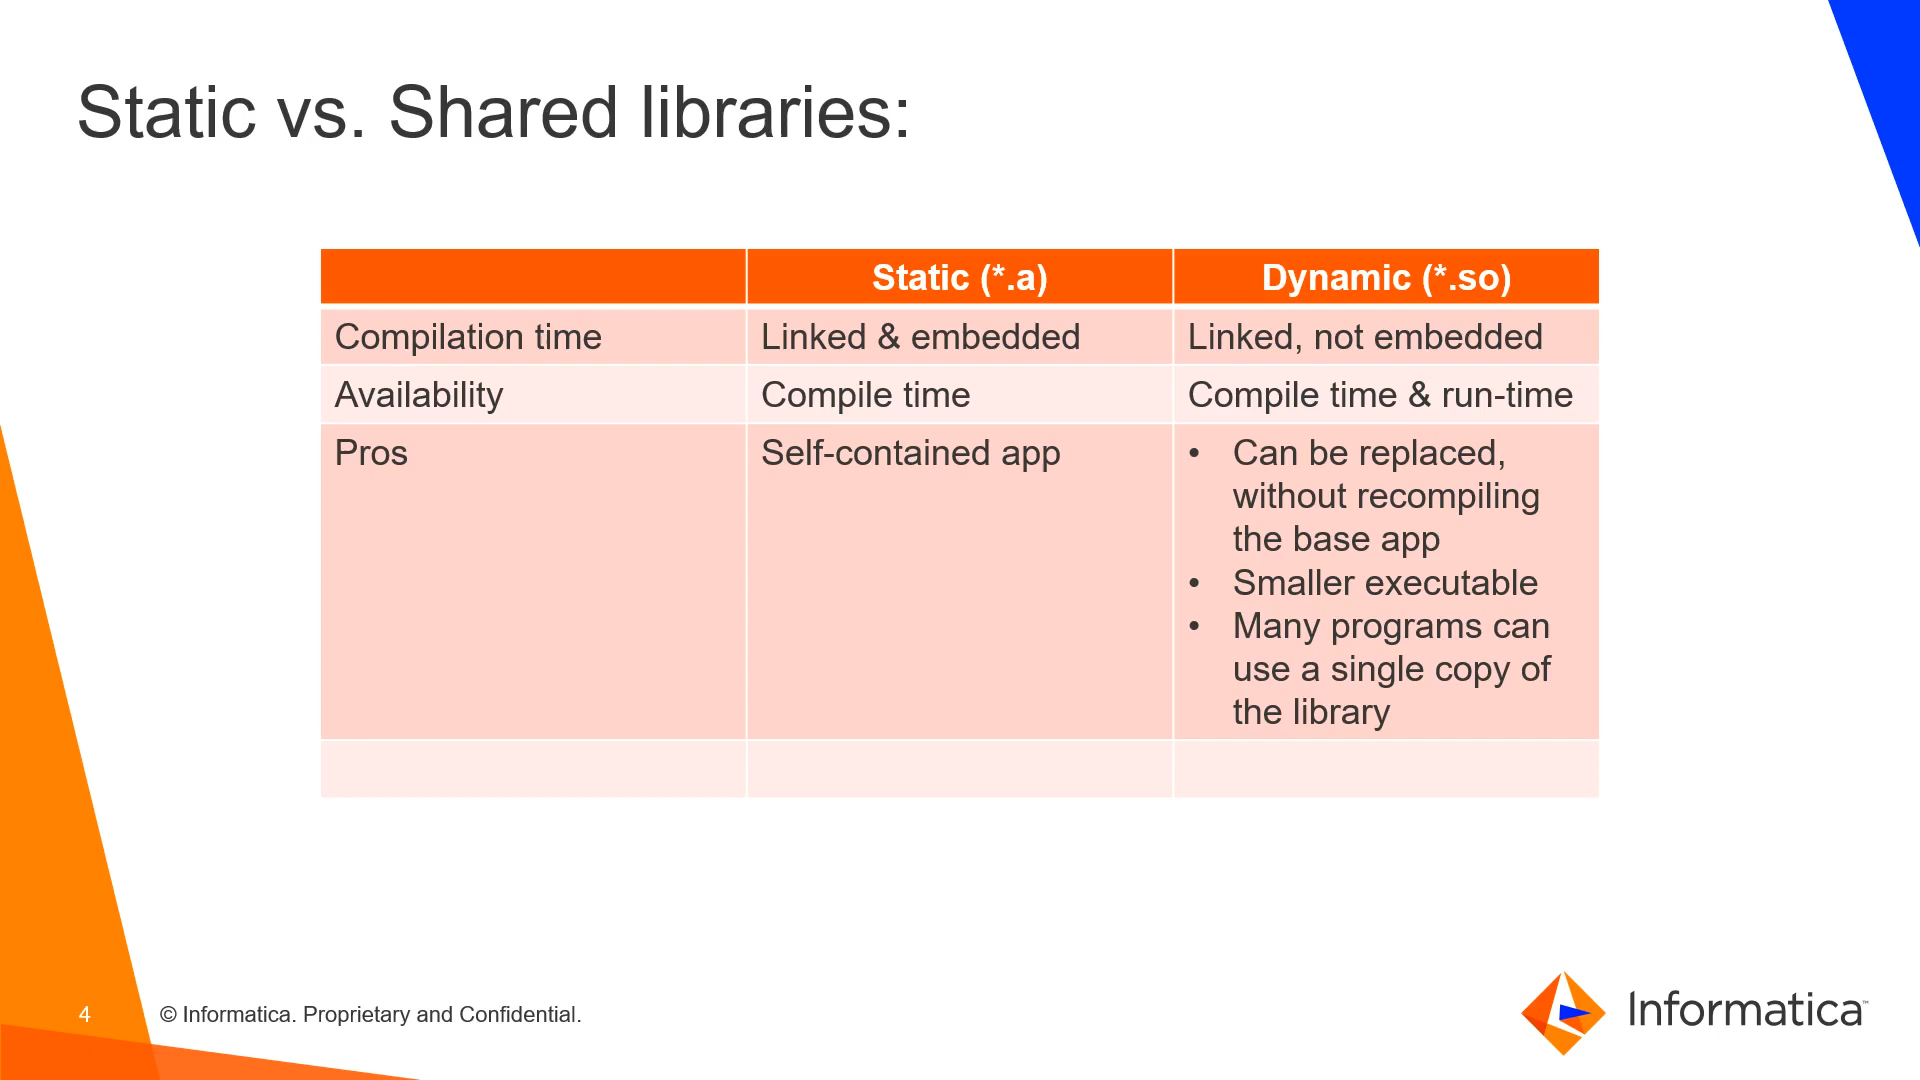 Static vs. Shared libraries:
Static (*.a)
Dynamic (*.so)
Compilation time
Linked & embedded
Linked, not embedded
Availability
Compile time
Compile time & run-time
Pros
Self-contained app
• Can be replaced,
without recompiling
the base app
• Smaller executable
• Many programs can
use a single copy of
the library
4
© Informatica. Proprietary and Confidential.
Informatica™